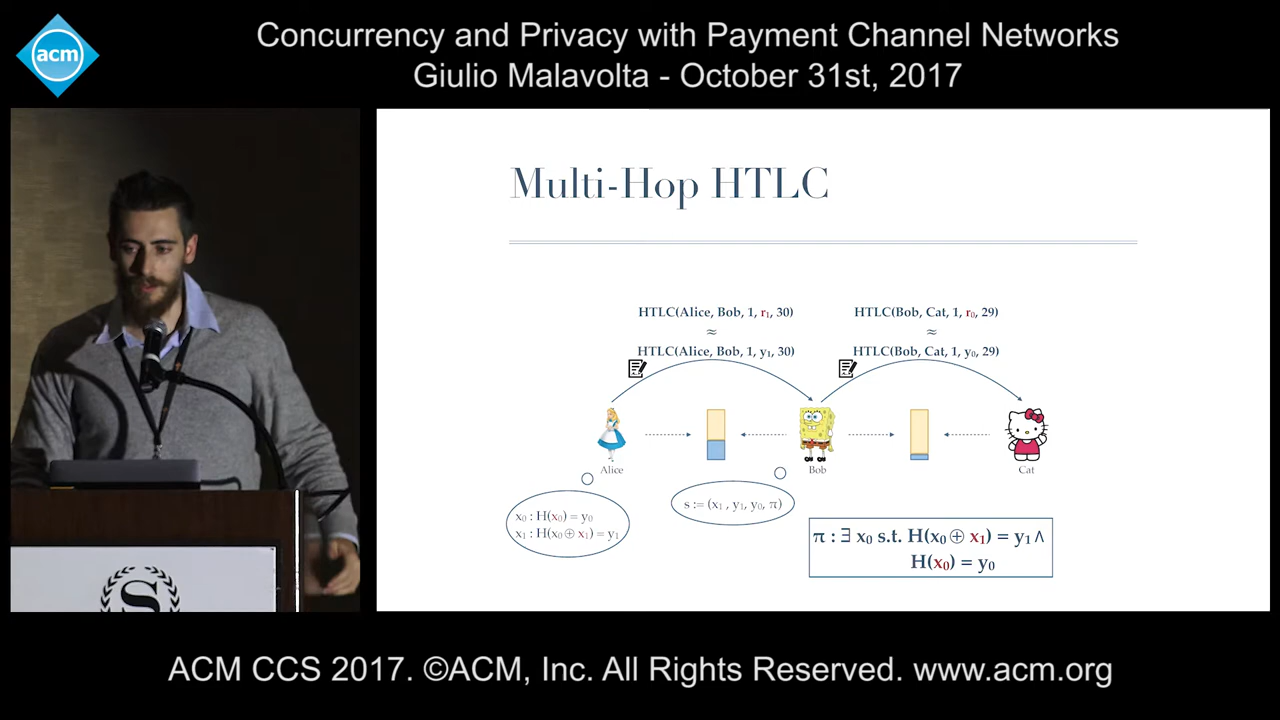 acm
Concurrency and Privacy with Payment Channel Networks
Giulio Malavolta - October 31st, 2017
Multi-Hop HTLC
HTLC(Alice, Bob, 1, r₁, 30)
≈
HTLC(Alice, Bob, 1, y₁, 30)
HTLC(Bob, Cat, 1, r₀, 29)
≈
HTLC(Bob, Cat, 1, y₀, 29)
Alice
Bob
Cat
x₀ : H(x₀) = y₀
x₁ : H(x₀ ⊕ x₁) = y₁
s := (x₁, y₁, y₀, π)
π : ∃ x₀ s.t. H(x₀ ⊕ x₁) = y₁ ∧
H(x₀) = y₀
S
ACM CCS 2017. ©ACM, Inc. All Rights Reserved. www.acm.org